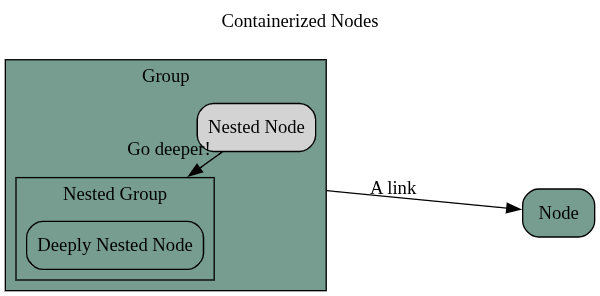 Containerized Nodes
Group
Nested Node
Go deeper!
Nested Group
A link
Node
Deeply Nested Node